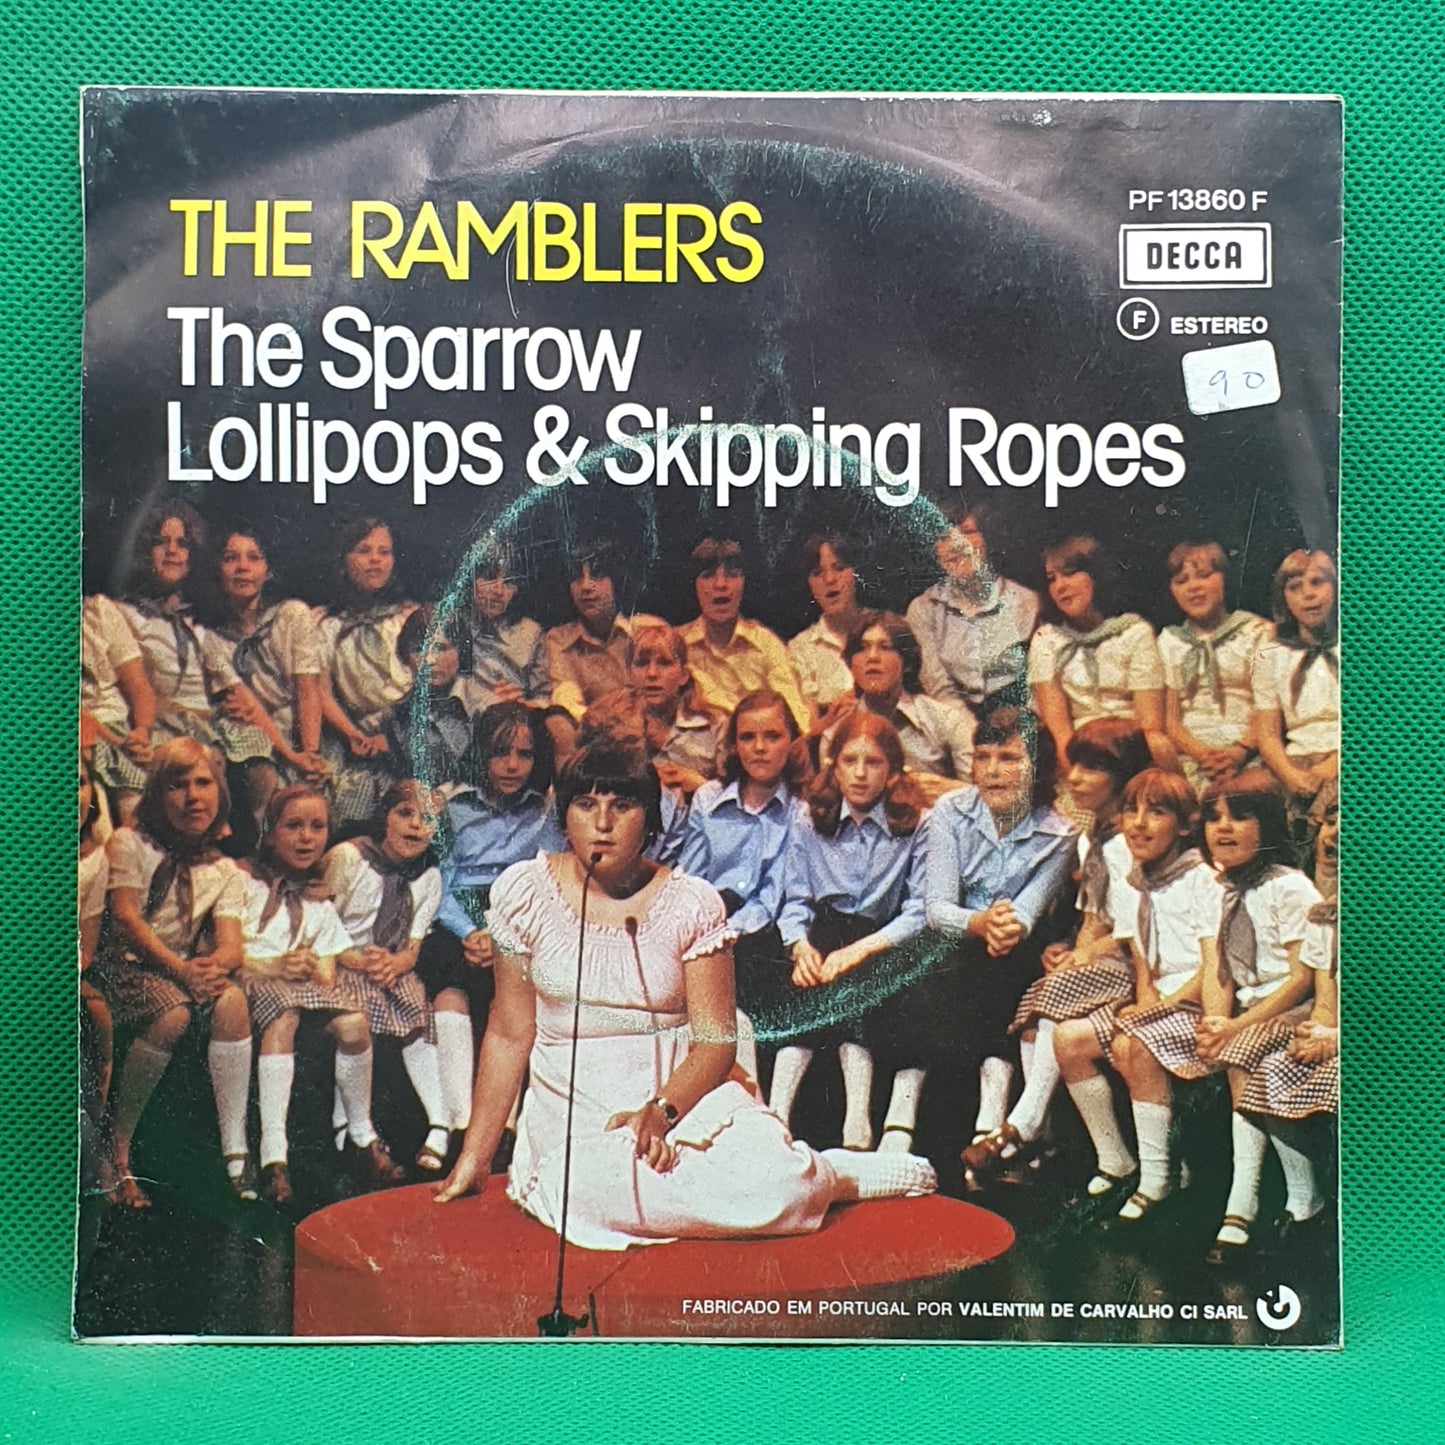 THE RAMBLERS
The Sparrow
Lollipops & Skipping Ropes
PF 13860 F
DECCA
F ESTEREO
90
FABRICADO EM PORTUGAL POR VALENTIM DE CARVALHO CI SARL